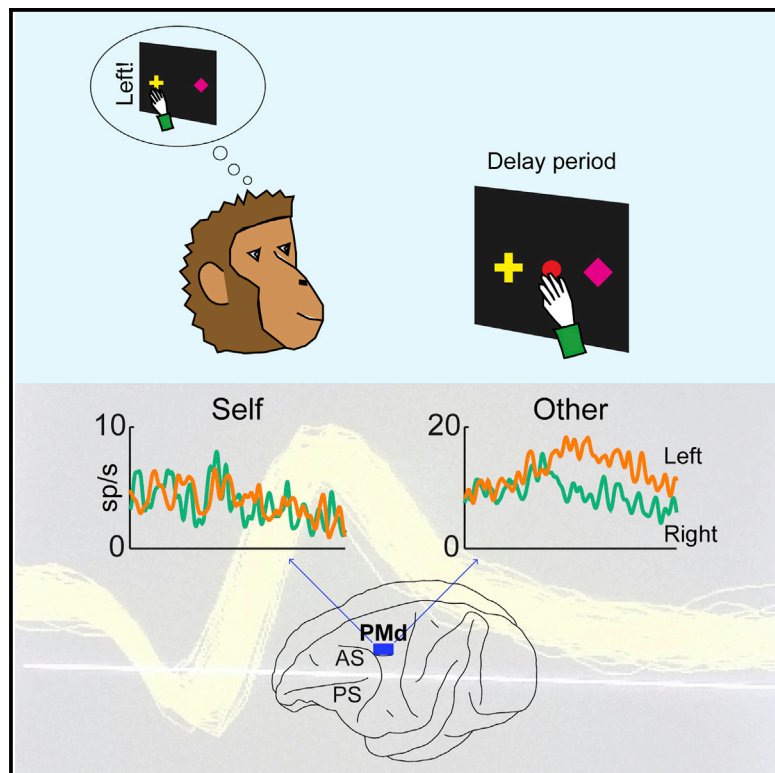 Left!
Delay period
Self
Other
10
sp/s
0
20
0
Left
Right
PMd
AS
PS